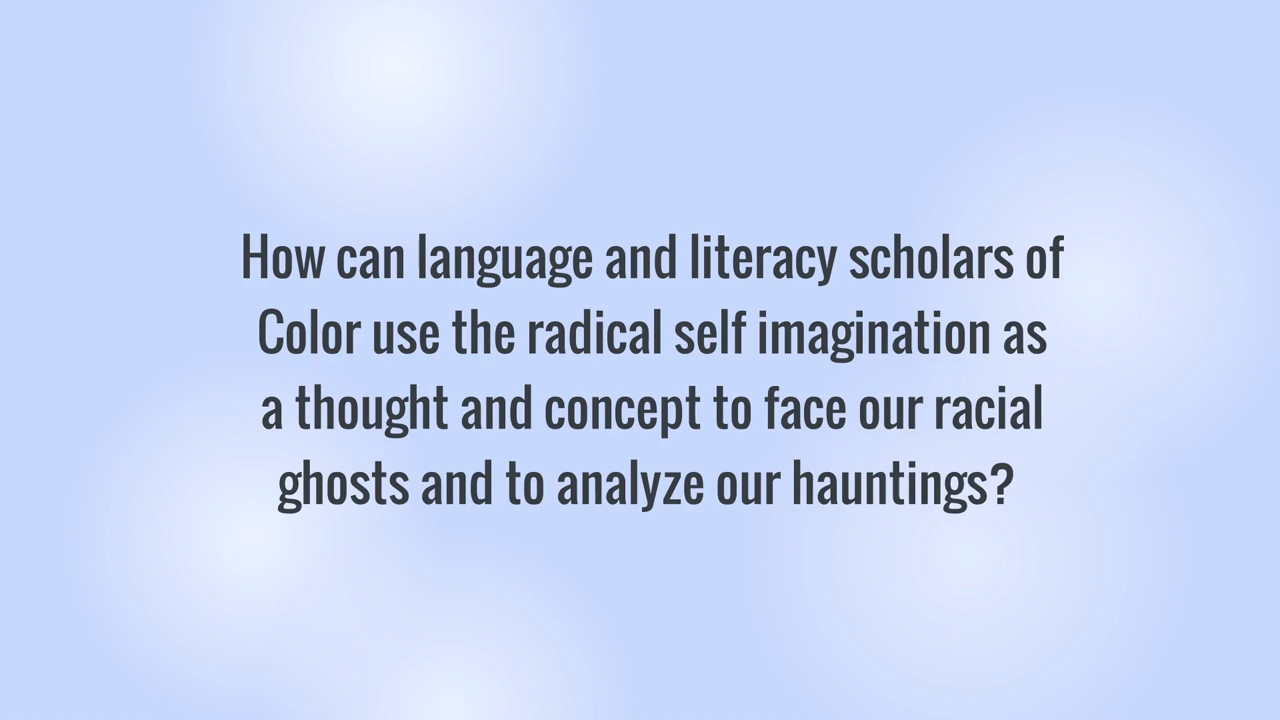 How can language and literacy scholars of
Color use the radical self imagination as
a thought and concept to face our racial
ghosts and to analyze our hauntings?